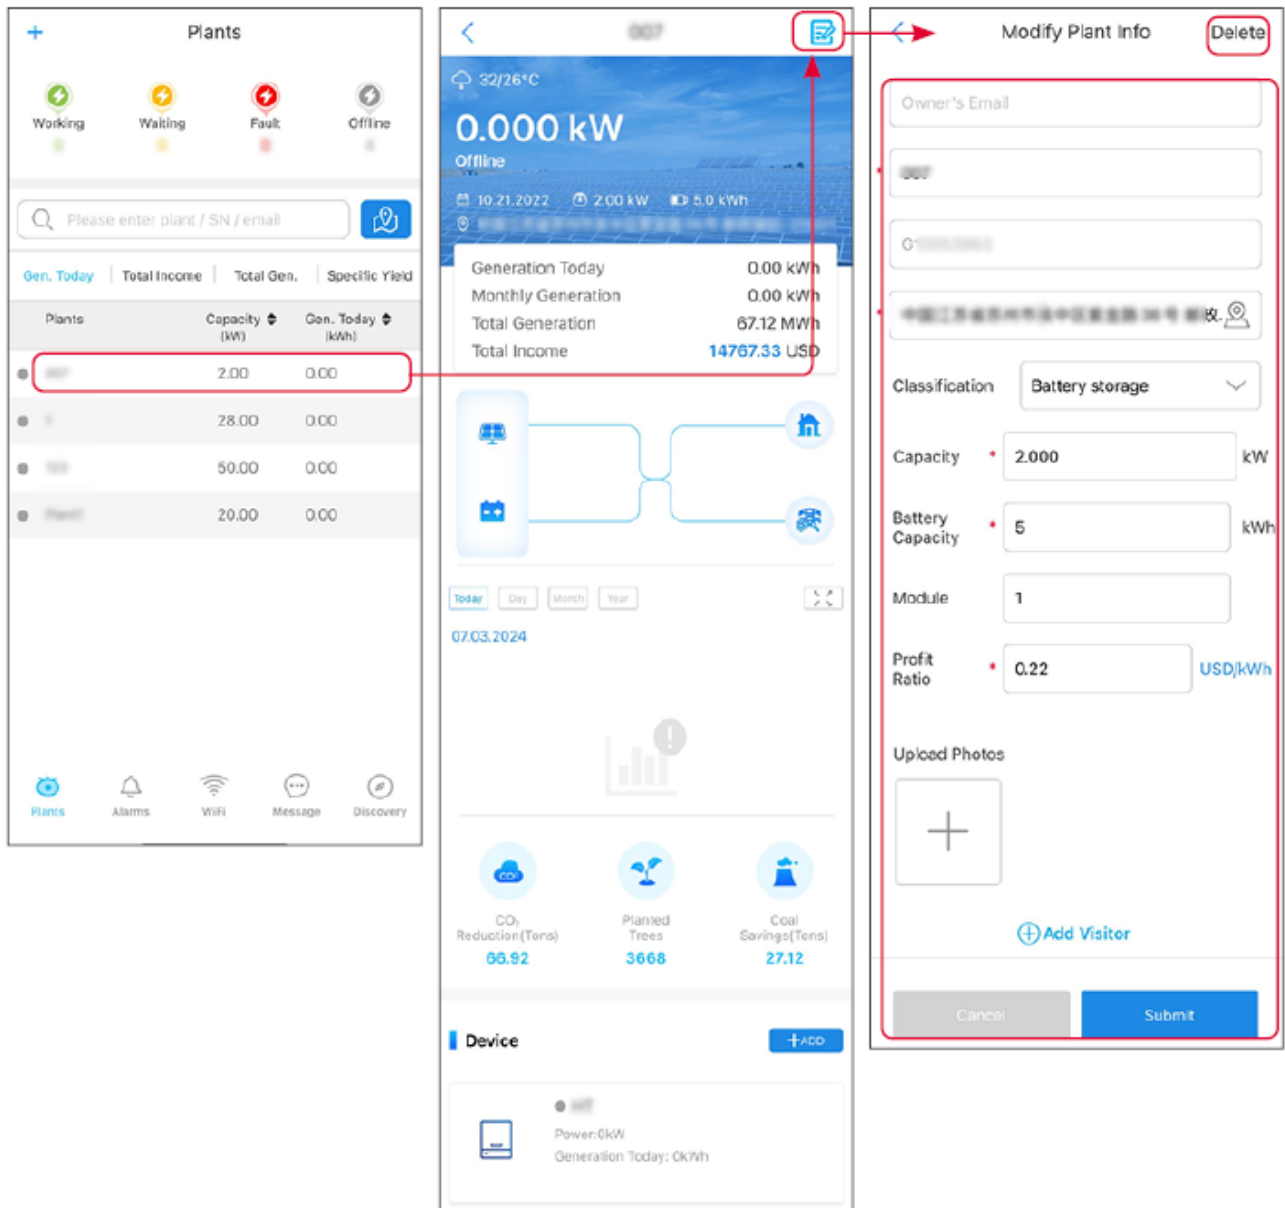 Plants
Working
Waiting
Fault
Offline
Please enter plant / SN / email
Gen. Today
Total Income
Total Gen.
Specific Yield
Plants
Capacity
(kW)
Gen. Today
(kWh)
2.00
0.00
28.00
0.00
50.00
0.00
20.00
0.00
Plants
Alarms
WiFi
Message
Discovery
007
32/26°C
0.000 kW
Offline
10.21.2022
2.00 kW
5.0 kWh
Generation Today
0.00 kWh
Monthly Generation
0.00 kWh
Total Generation
67.12 MWh
Total Income
14767.33 USD
Today
Day
Month
Year
07.03.2024
CO₂
Reduction(Tons)
66.92
Planted
Trees
3668
Coal
Savings(Tons)
27.12
Device
+ADD
Power:0kW
Generation Today: 0kWh
Modify Plant Info
Delete
Owner's Email
007
Classification
Battery storage
Capacity
*
2.000
kW
Battery
Capacity
*
5
kWh
Module
1
Profit
Ratio
*
0.22
USD/kWh
Upload Photos
Add Visitor
Cancel
Submit